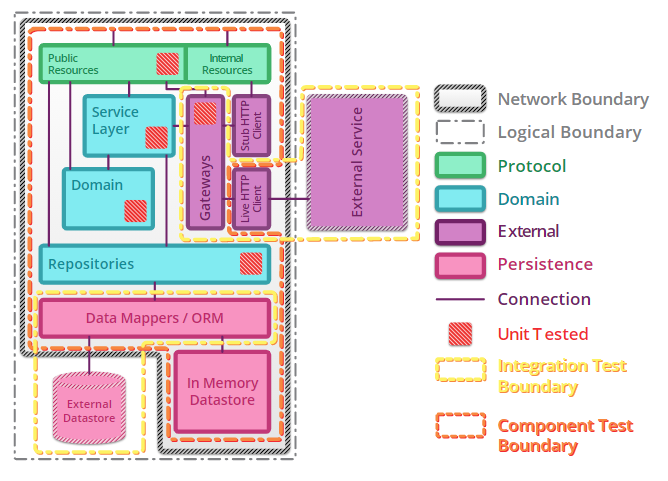 Public
Resources
Internal
Resources
Service
Layer
Stub HTTP
Client
Gateways
External Service
Domain
Live HTTP
Client
Repositories
Data Mappers / ORM
In Memory
Datastore
External
Datastore
Network Boundary
Logical Boundary
Protocol
Domain
External
Persistence
Connection
Unit Tested
Integration Test
Boundary
Component Test
Boundary